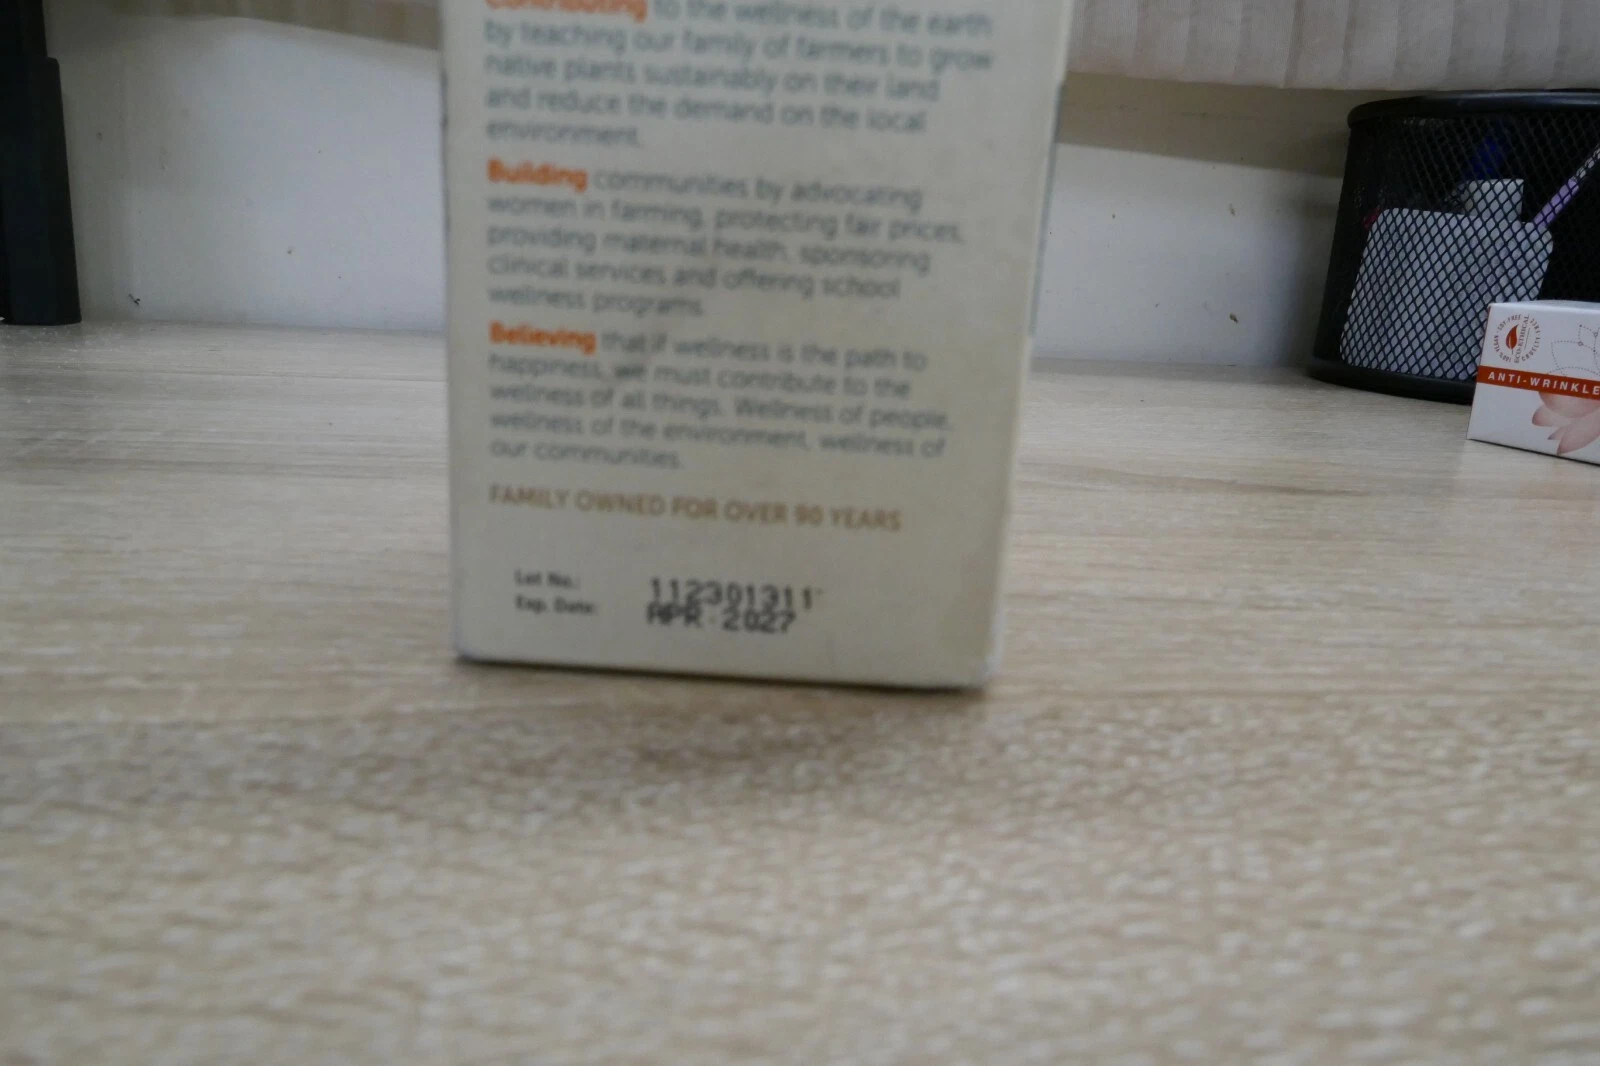 Contributing to the wellness of the earth
by teaching our family of farmers to grow
native plants sustainably on their land
and reduce the demand on the local
environment.
Building communities by advocating
women in farming, protecting fair prices,
providing maternal health, sponsoring
clinical services and offering school
wellness programs.
Believing that if wellness is the path to
happiness, we must contribute to the
wellness of all things. Wellness of people,
wellness of the environment, wellness of
our communities.
FAMILY OWNED FOR OVER 90 YEARS
Lot No.: 112301311
Exp. Date: APR - 2027
ANTI-WRINKLE